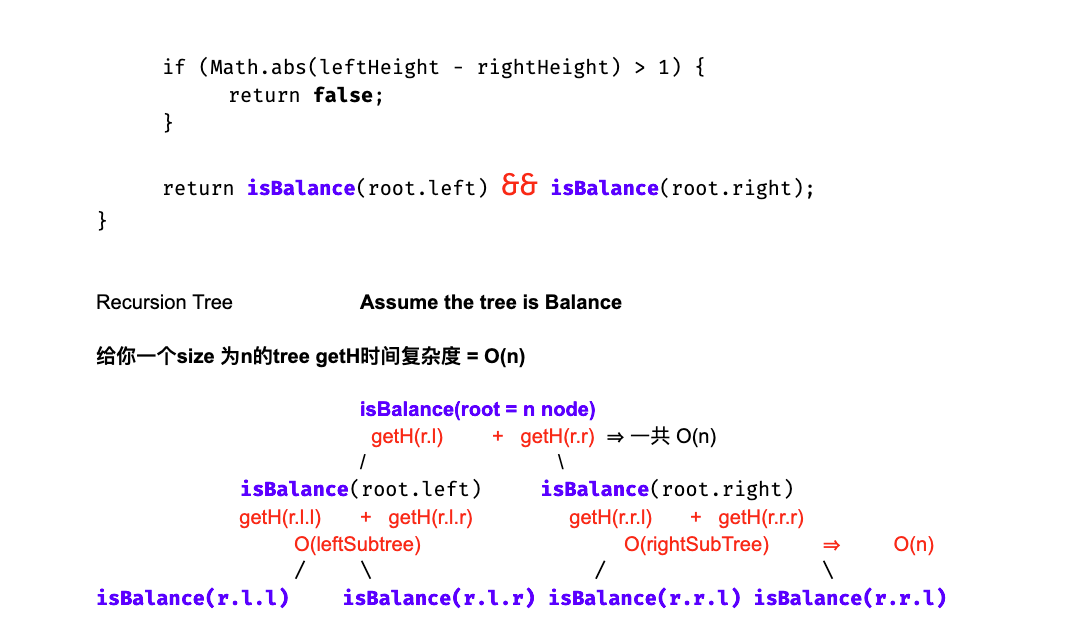 if (Math.abs(leftHeight - rightHeight) > 1) {
return false;
}
return isBalance(root.left) && isBalance(root.right);
}
Recursion Tree Assume the tree is Balance
给你一个size 为n的tree getH时间复杂度 = O(n)
isBalance(root = n node)
getH(r.l) + getH(r.r) ⇒ 一共 O(n)
/ \
isBalance(root.left) isBalance(root.right)
getH(r.l.l) + getH(r.l.r) getH(r.r.l) + getH(r.r.r)
O(leftSubtree) O(rightSubTree) ⇒ O(n)
/ \ / \
isBalance(r.l.l) isBalance(r.l.r) isBalance(r.r.l) isBalance(r.r.l)